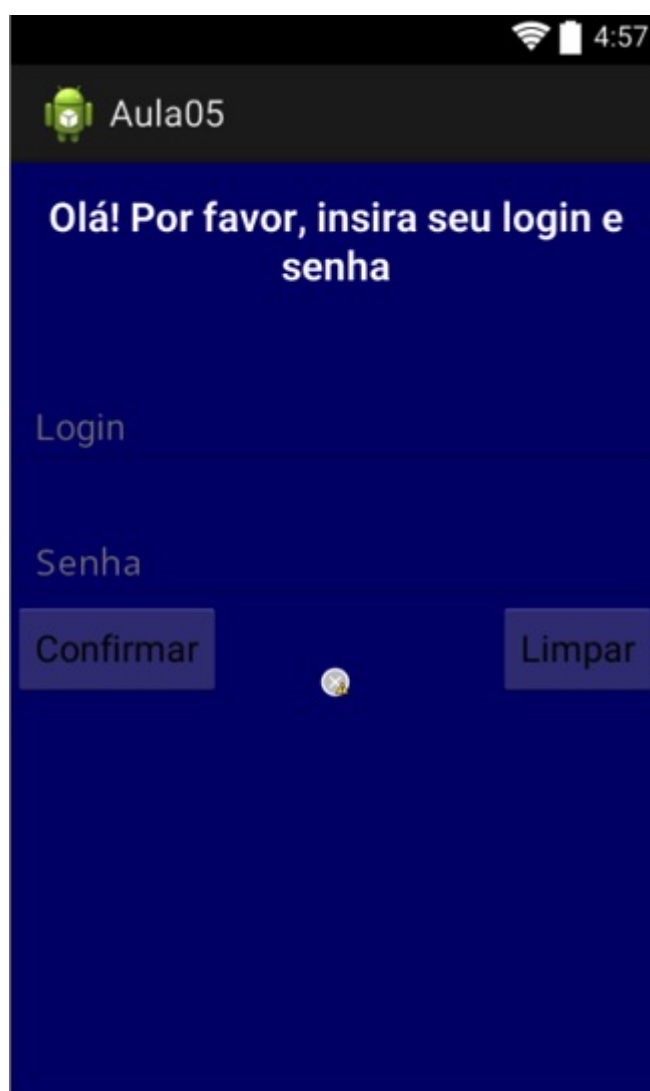 4:57
Aula05
Olá! Por favor, insira seu login e
senha
Login
Senha
Confirmar
Limpar